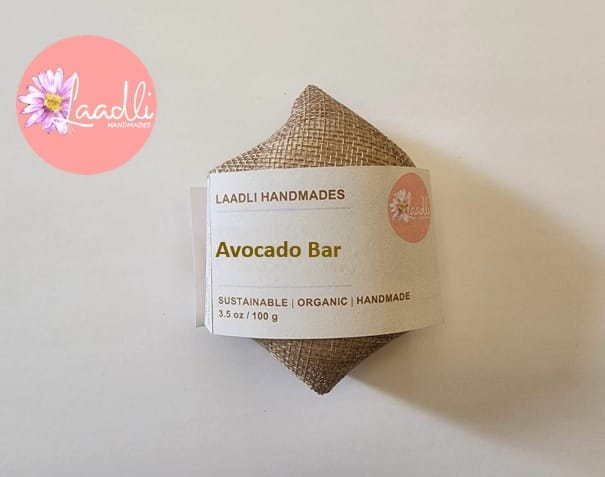 Laadli
HANDMADES
LAADLI HANDMADES
Laadli
Avocado Bar
SUSTAINABLE | ORGANIC | HANDMADE
3.5 oz / 100 g